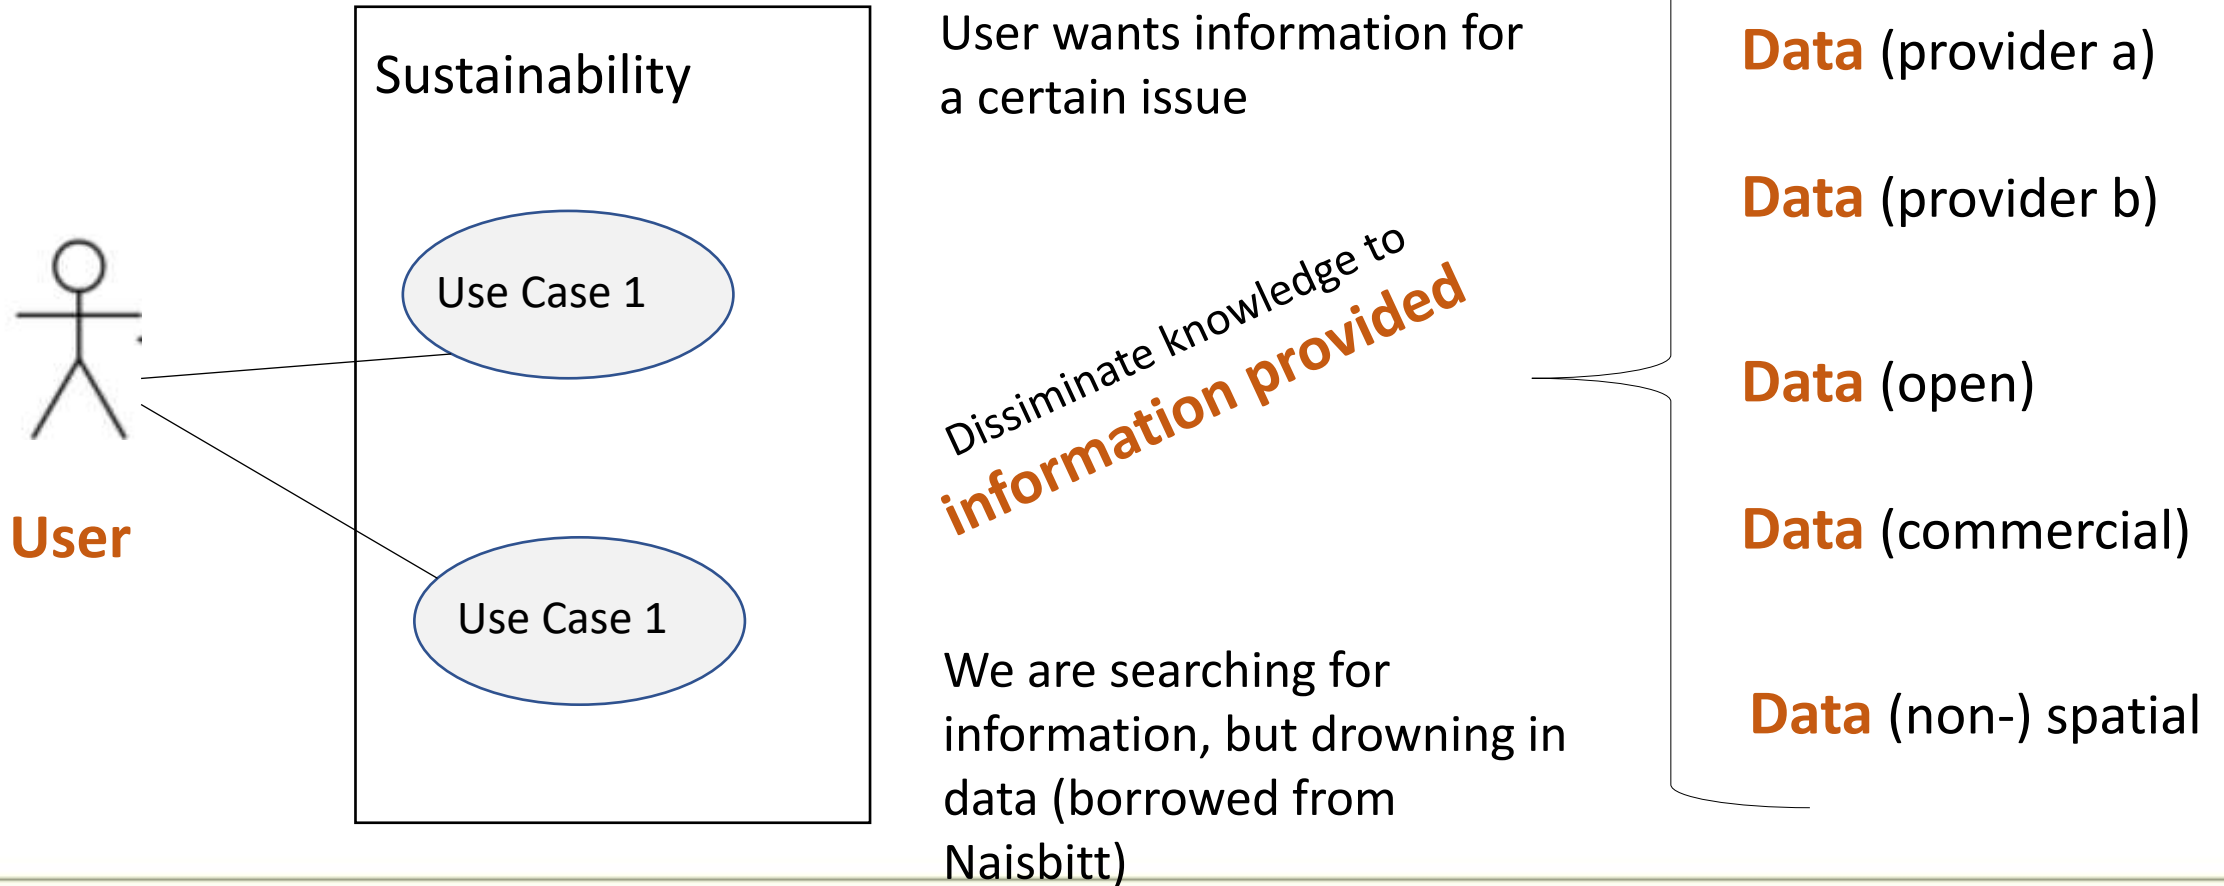 Sustainability
Use Case 1
Use Case 1
User
User wants information for
a certain issue
Dissiminate knowledge to
information provided
We are searching for
information, but drowning in
data (borrowed from
Naisbitt)
Data (provider a)
Data (provider b)
Data (open)
Data (commercial)
Data (non-) spatial